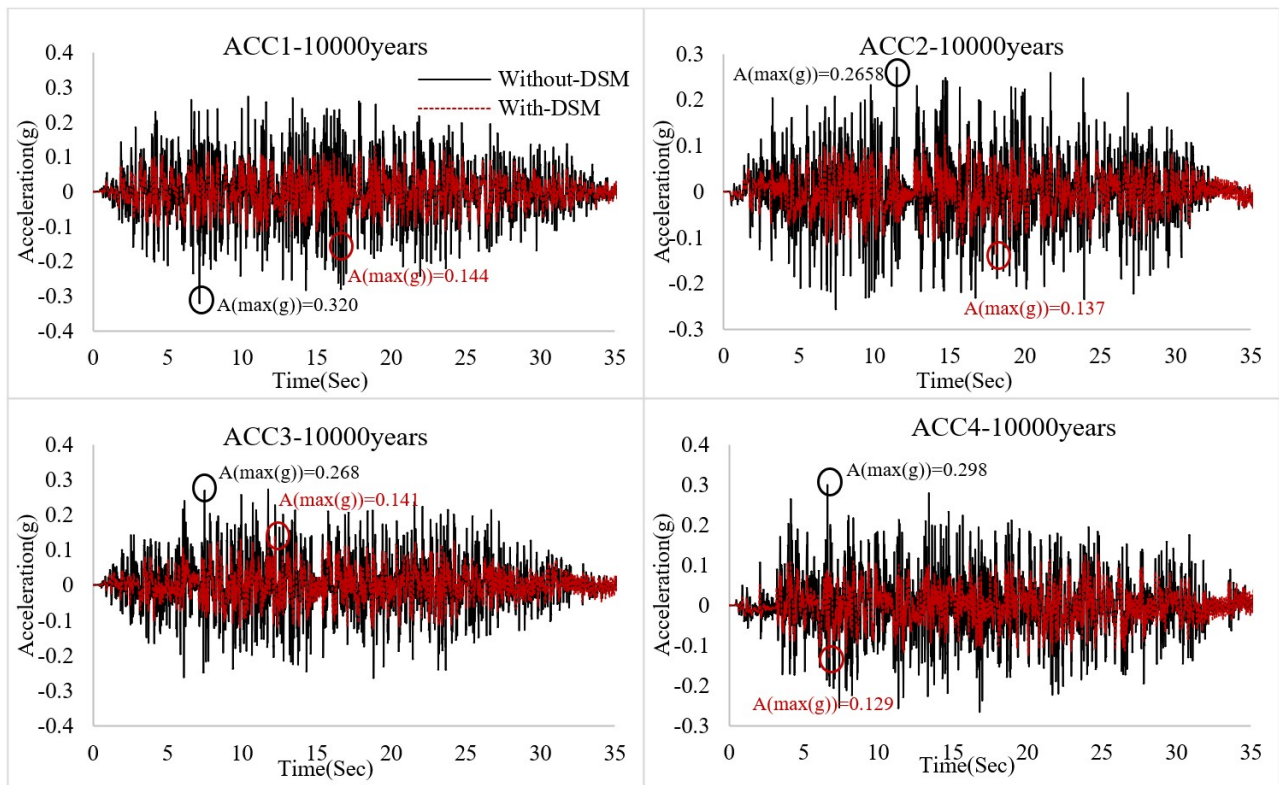 ACC1-10000years
Without-DSM
With-DSM
A(max(g))=0.144
A(max(g))=0.320
Acceleration(g)
0.4
0.3
0.2
0.1
0
-0.1
-0.2
-0.3
-0.4
0 5 10 15 20 25 30 35
Time(Sec)
ACC2-10000years
A(max(g))=0.2658
A(max(g))=0.137
Acceleration(g)
0.3
0.2
0.1
0
-0.1
-0.2
-0.3
0 5 10 15 20 25 30 35
Time(Sec)
ACC3-10000years
A(max(g))=0.268
A(max(g))=0.141
Acceleration(g)
0.4
0.3
0.2
0.1
0
-0.1
-0.2
-0.3
-0.4
0 5 10 15 20 25 30 35
Time(Sec)
ACC4-10000years
A(max(g))=0.298
A(max(g))=0.129
Acceleration(g)
0.4
0.3
0.2
0.1
0
-0.1
-0.2
-0.3
0 5 10 15 20 25 30 35
Time(Sec)